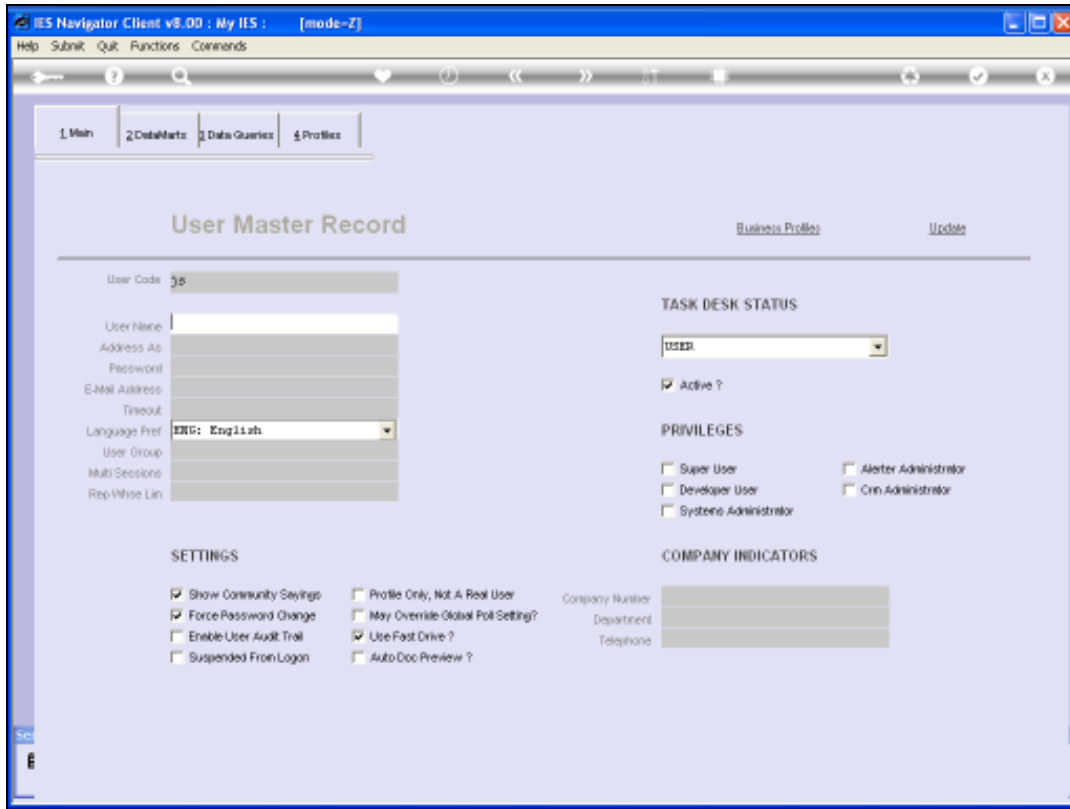 IES Navigator Client v8.00 : My IES : [mode=Z]
Help Submit Quit Functions Commands
1 Main 2 DataMarts 3 Data Queries 4 Profiles
User Master Record Business Profiles Update
User Code js
User Name
Address As
Password
E-Mail Address
Timeout
Language Pref ENG: English
User Group
Multi Sessions
Rep Whse Lim
TASK DESK STATUS
USER
Active ?
PRIVILEGES
Super User Alerter Administrator
Developer User Crm Administrator
Systems Administrator
SETTINGS
Show Community Sayings Profile Only, Not A Real User
Force Password Change May Override Global Poll Setting?
Enable User Audit Trail Use Fast Drive ?
Suspended From Logon Auto Doc Preview ?
COMPANY INDICATORS
Company Number
Department
Telephone